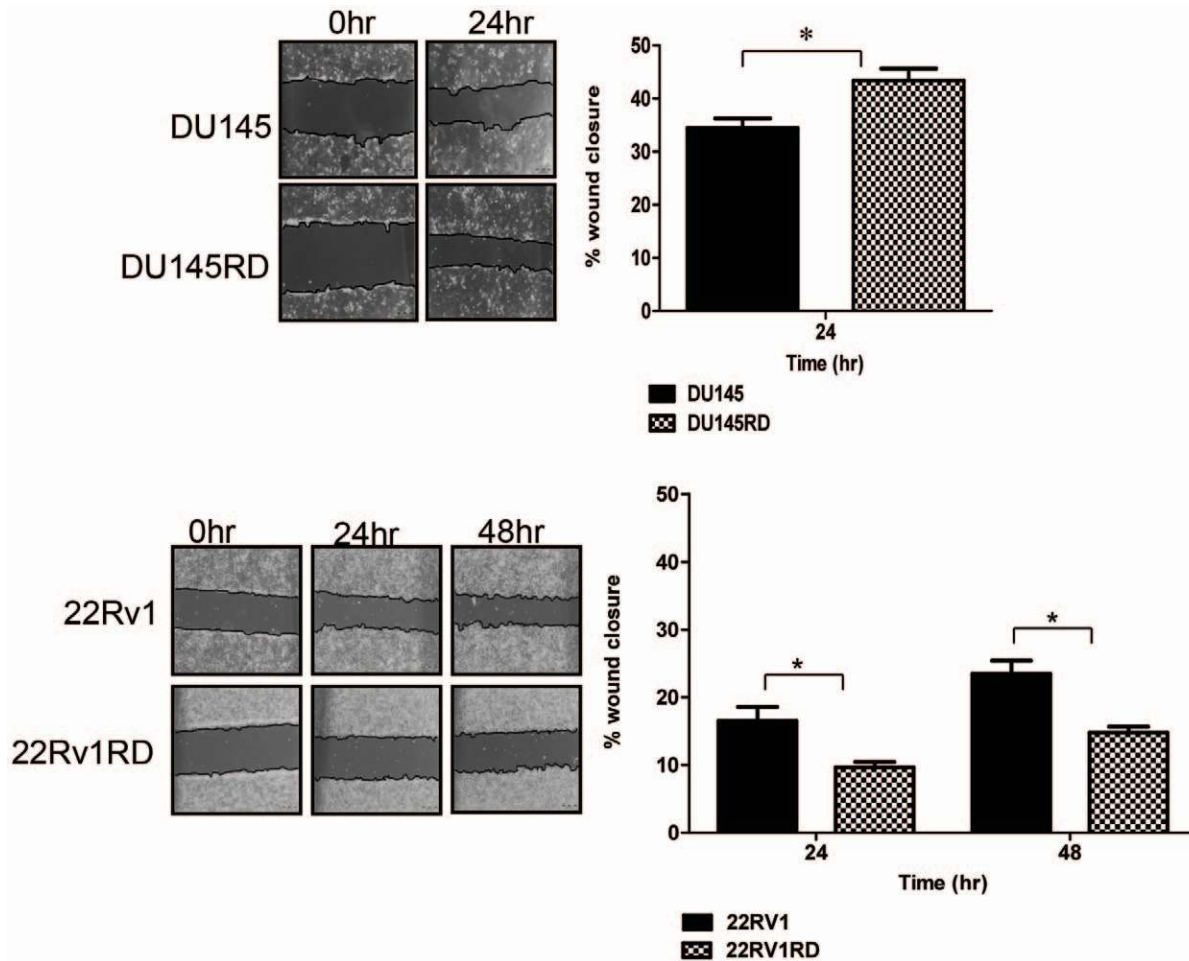 0hr 24hr
DU145
DU145RD
50
40
30
20
10
0
% wound closure
*
24
Time (hr)
DU145
DU145RD
0hr 24hr 48hr
22Rv1
22Rv1RD
50
40
30
20
10
0
% wound closure
* *
24 48
Time (hr)
22RV1
22RV1RD